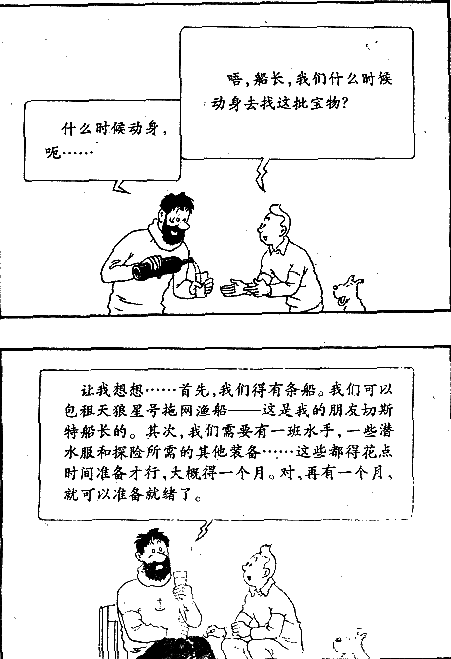 唔，船长，我们什么时候
动身去找这批宝物？
什么时候动身，
呃……
让我想想……首先，我们得有条船。我们可以
包租天狼星号拖网渔船——这是我的朋友切斯
特船长的。其次，我们需要有一班水手，一些潜
水服和探险所需的其他装备……这些都得花点
时间准备才行，大概得一个月。对，再有一个月，
就可以准备就绪了。